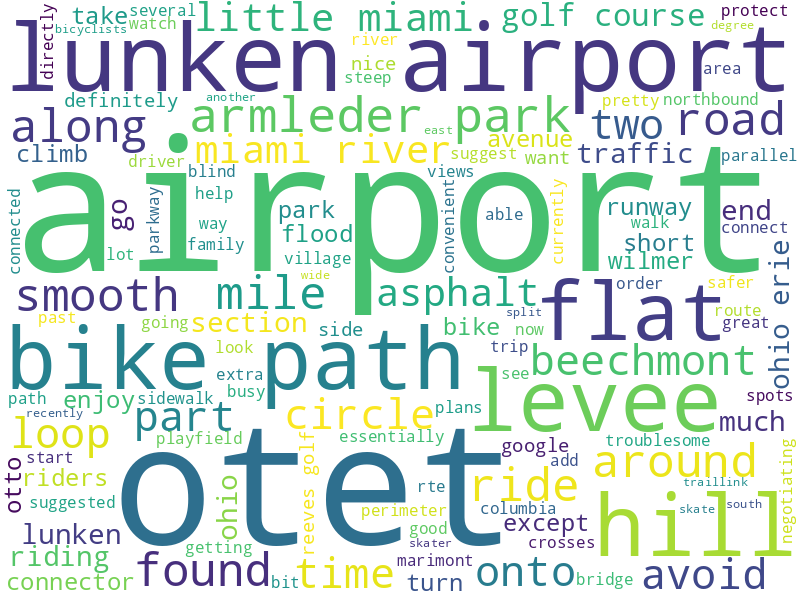 bicyclists
directly
take
several
watch
little miami
river
nice
steep
golf course
protect
degree
area
lunken airport
definitely
another
armleder park
east
pretty
northbound
two
road
along
miami river
avenue
suggest
want
traffic
parallel
climb
driver
blind
views
airport
connected
go
parkway
help
park
convenient
able
currently
runway
walk
end
connect
way
flood
short
lot
family
village
wilmer
wide
order
safer
smooth
mile
asphalt
flat
route
great
ohio erie
past
going
section
side
bike
now
split
look
trip
bike path
extra
see
beechmont
path
enjoy
sidewalk
busy
levee
spots
recently
part
circle
plans
much
loop
playfield
essentially
google
troublesome
around
negotiating
start
otet
reeves golf
add
ride
otto
riders
traillink
hill
suggested
ohio
rte
perimeter
columbia
skate
south
lunken
good
except
crosses
getting
skater
riding
found
time
marimont
onto
avoid
connector
bit
turn
bridge